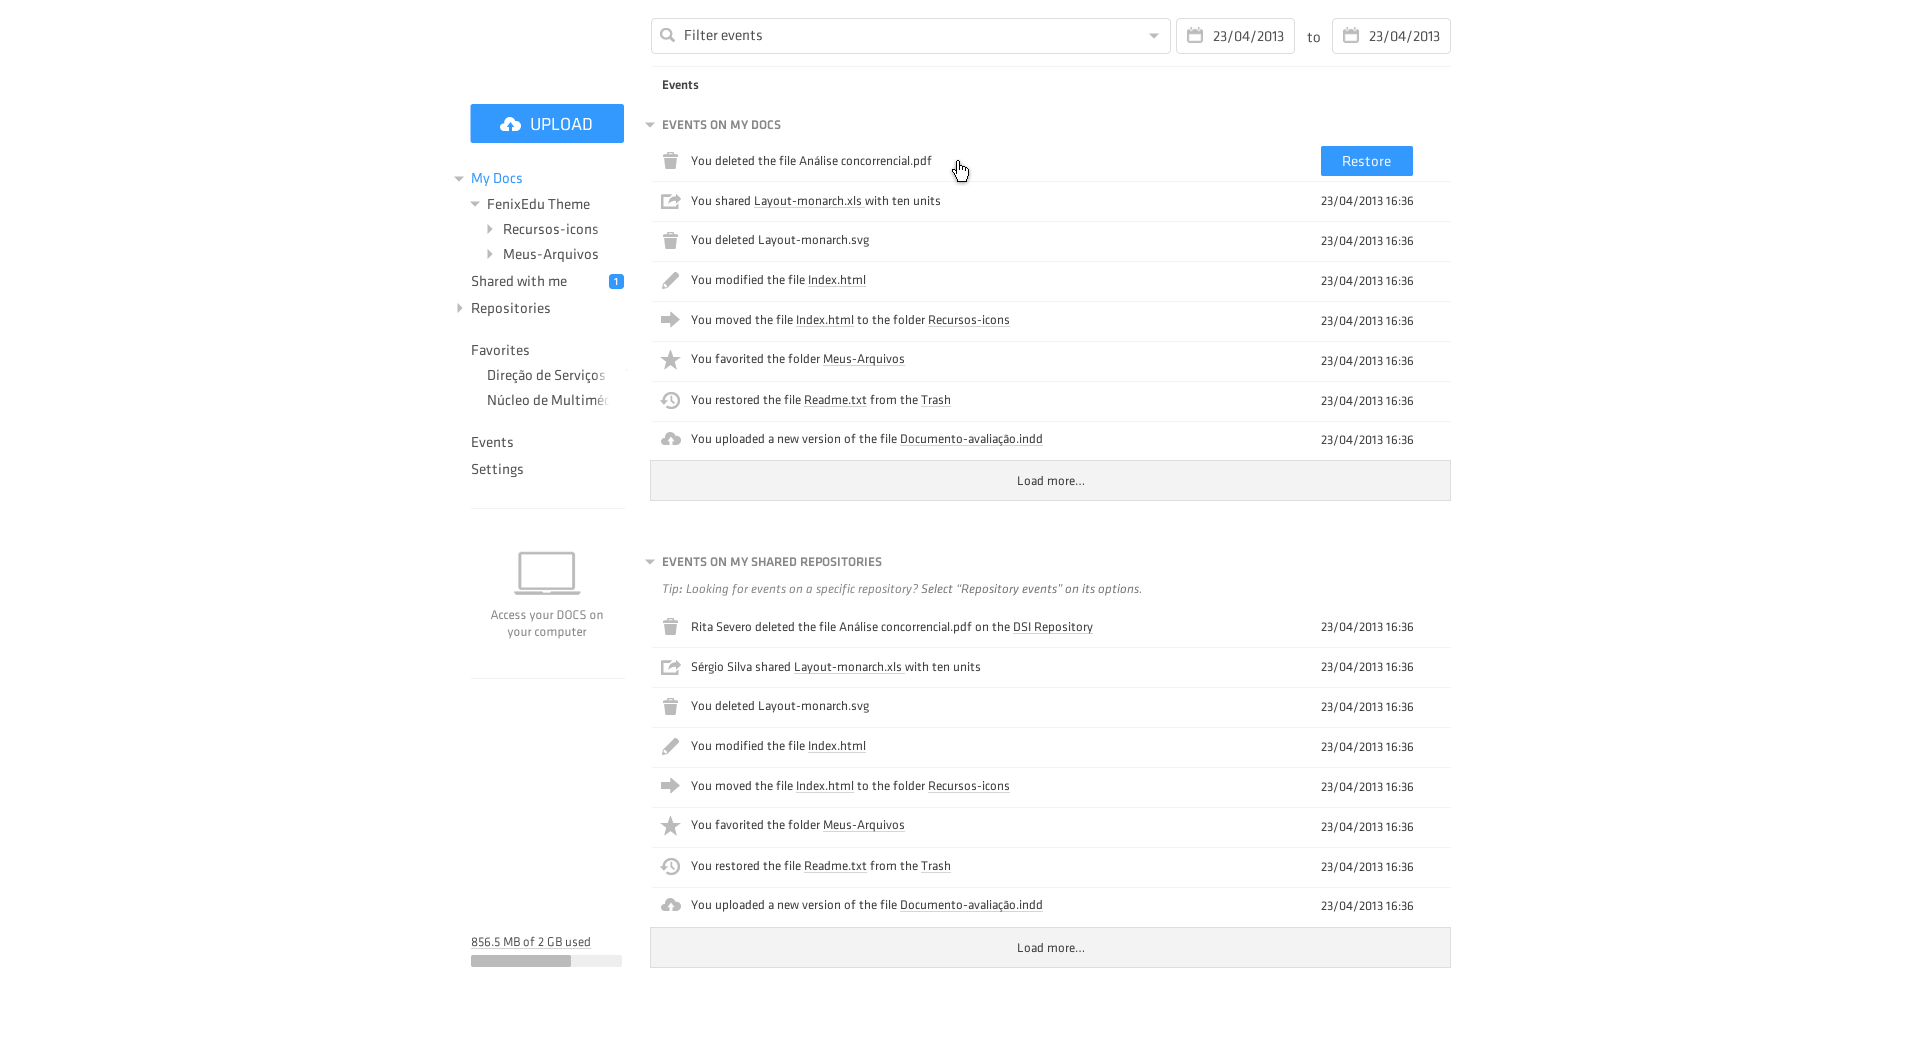 Filter events
23/04/2013 to 23/04/2013
Events
UPLOAD
My Docs
FenixEdu Theme
Recursos-icons
Meus-Arquivos
Shared with me 1
Repositories
Favorites
Direção de Serviços
Núcleo de Multiméc
Events
Settings
Access your DOCS on
your computer
856.5 MB of 2 GB used
EVENTS ON MY DOCS
You deleted the file Análise concorrencial.pdf Restore
You shared Layout-monarch.xls with ten units 23/04/2013 16:36
You deleted Layout-monarch.svg 23/04/2013 16:36
You modified the file Index.html 23/04/2013 16:36
You moved the file Index.html to the folder Recursos-icons 23/04/2013 16:36
You favorited the folder Meus-Arquivos 23/04/2013 16:36
You restored the file Readme.txt from the Trash 23/04/2013 16:36
You uploaded a new version of the file Documento-avaliação.indd 23/04/2013 16:36
Load more...
EVENTS ON MY SHARED REPOSITORIES
Tip: Looking for events on a specific repository? Select “Repository events” on its options.
Rita Severo deleted the file Análise concorrencial.pdf on the DSI Repository 23/04/2013 16:36
Sérgio Silva shared Layout-monarch.xls with ten units 23/04/2013 16:36
You deleted Layout-monarch.svg 23/04/2013 16:36
You modified the file Index.html 23/04/2013 16:36
You moved the file Index.html to the folder Recursos-icons 23/04/2013 16:36
You favorited the folder Meus-Arquivos 23/04/2013 16:36
You restored the file Readme.txt from the Trash 23/04/2013 16:36
You uploaded a new version of the file Documento-avaliação.indd 23/04/2013 16:36
Load more...